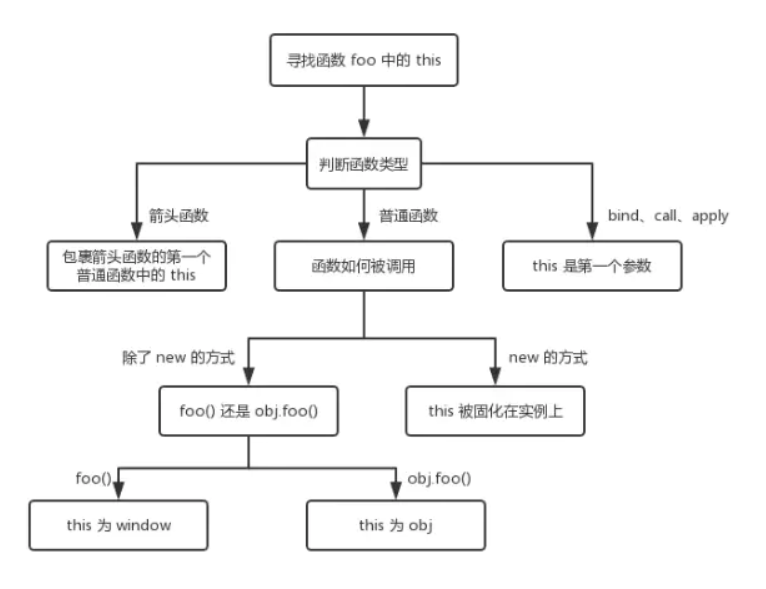 寻找函数 foo 中的 this
判断函数类型
箭头函数
普通函数
bind、call、apply
包裹箭头函数的第一个
普通函数中的 this
函数如何被调用
this 是第一个参数
除了 new 的方式
new 的方式
foo() 还是 obj.foo()
this 被固化在实例上
foo()
obj.foo()
this 为 window
this 为 obj